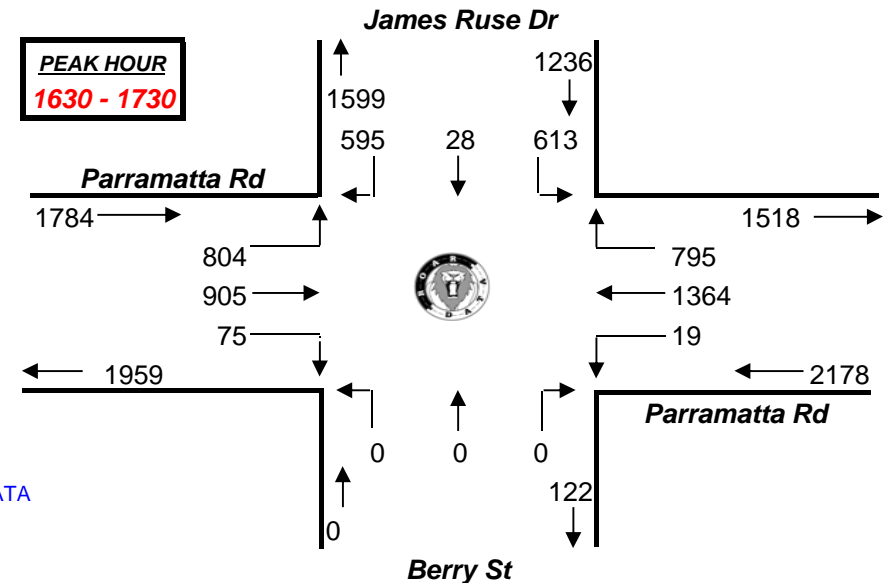 James Ruse Dr
PEAK HOUR
1630 - 1730
1236
1599
595
28
613
Parramatta Rd
1784
1518
804
795
905
1364
75
19
1959
2178
Parramatta Rd
0
0
0
ATA
122
0
Berry St